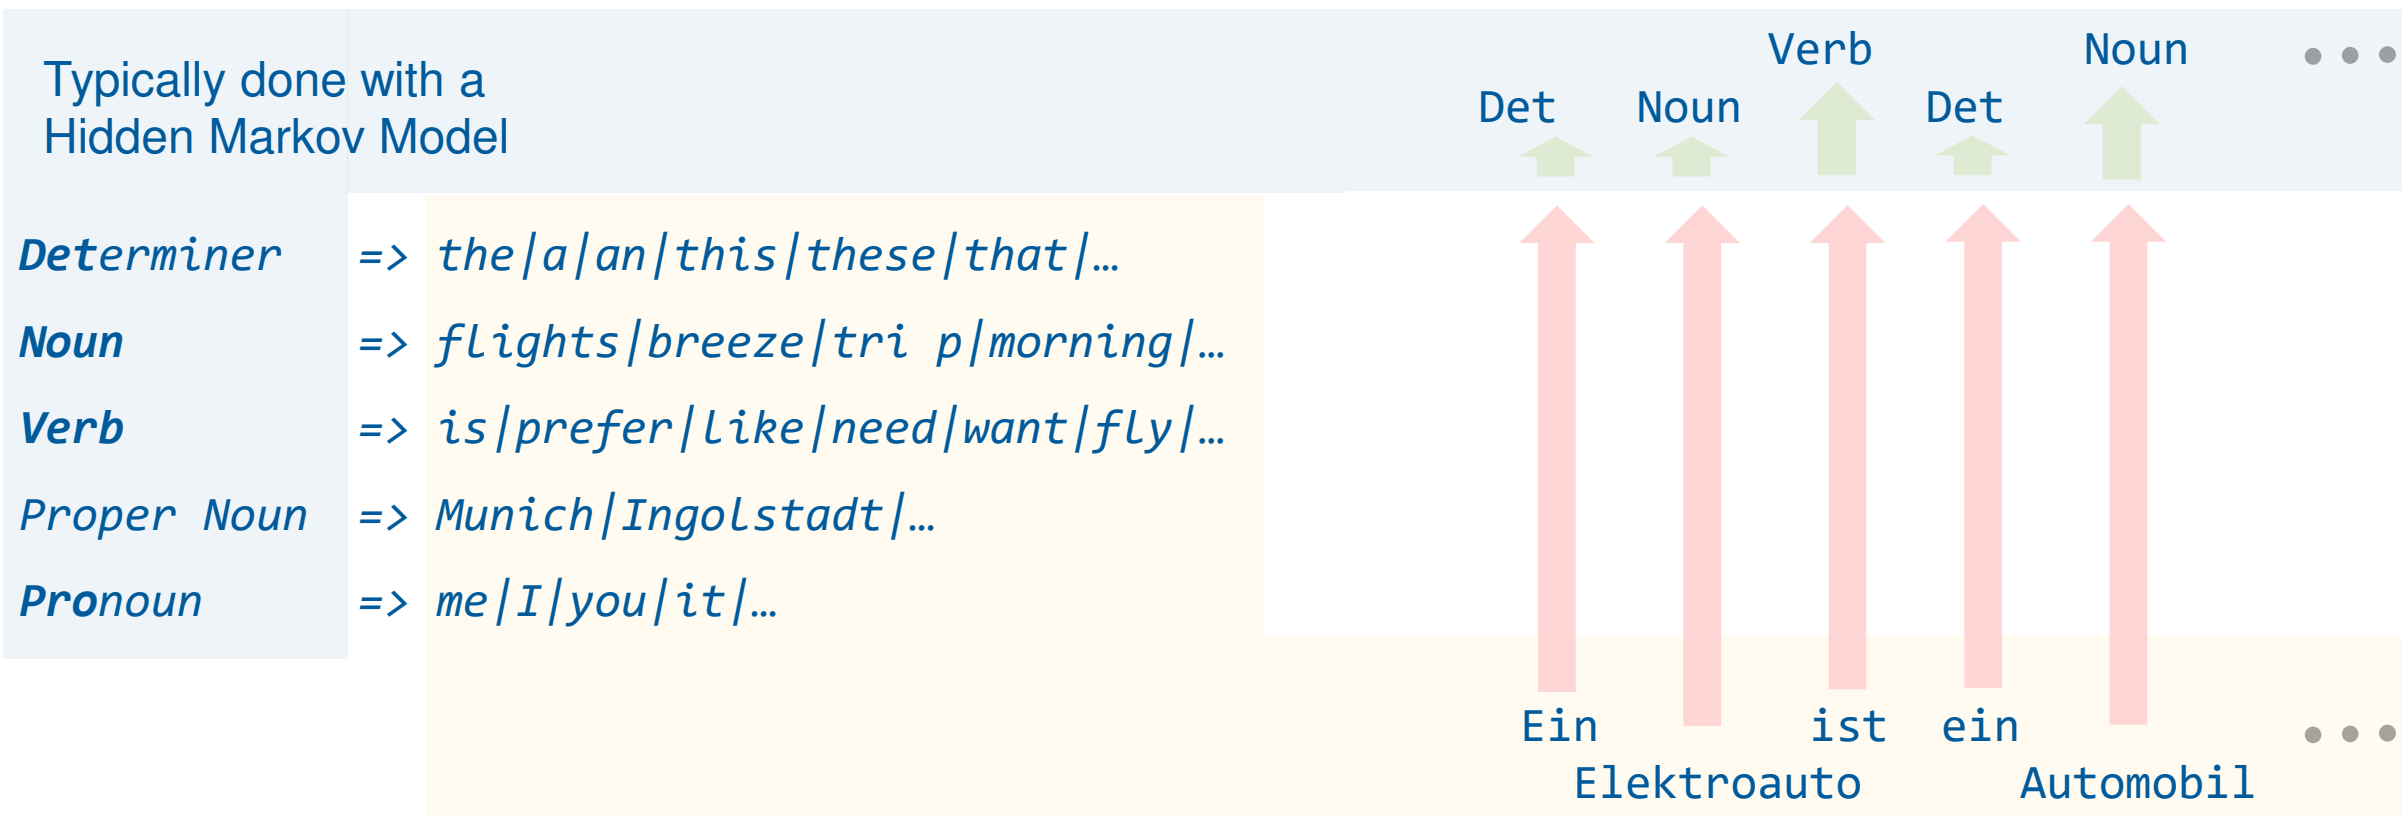 Typically done with a
Hidden Markov Model
Verb Noun ...
Det Noun Det
Determiner => the|a|an|this|these|that|…
Noun => flights|breeze|tri p|morning|…
Verb => is|prefer|like|need|want|fly|…
Proper Noun => Munich|Ingolstadt|…
Pronoun => me|I|you|it|…
Ein ist ein ...
Elektroauto Automobil